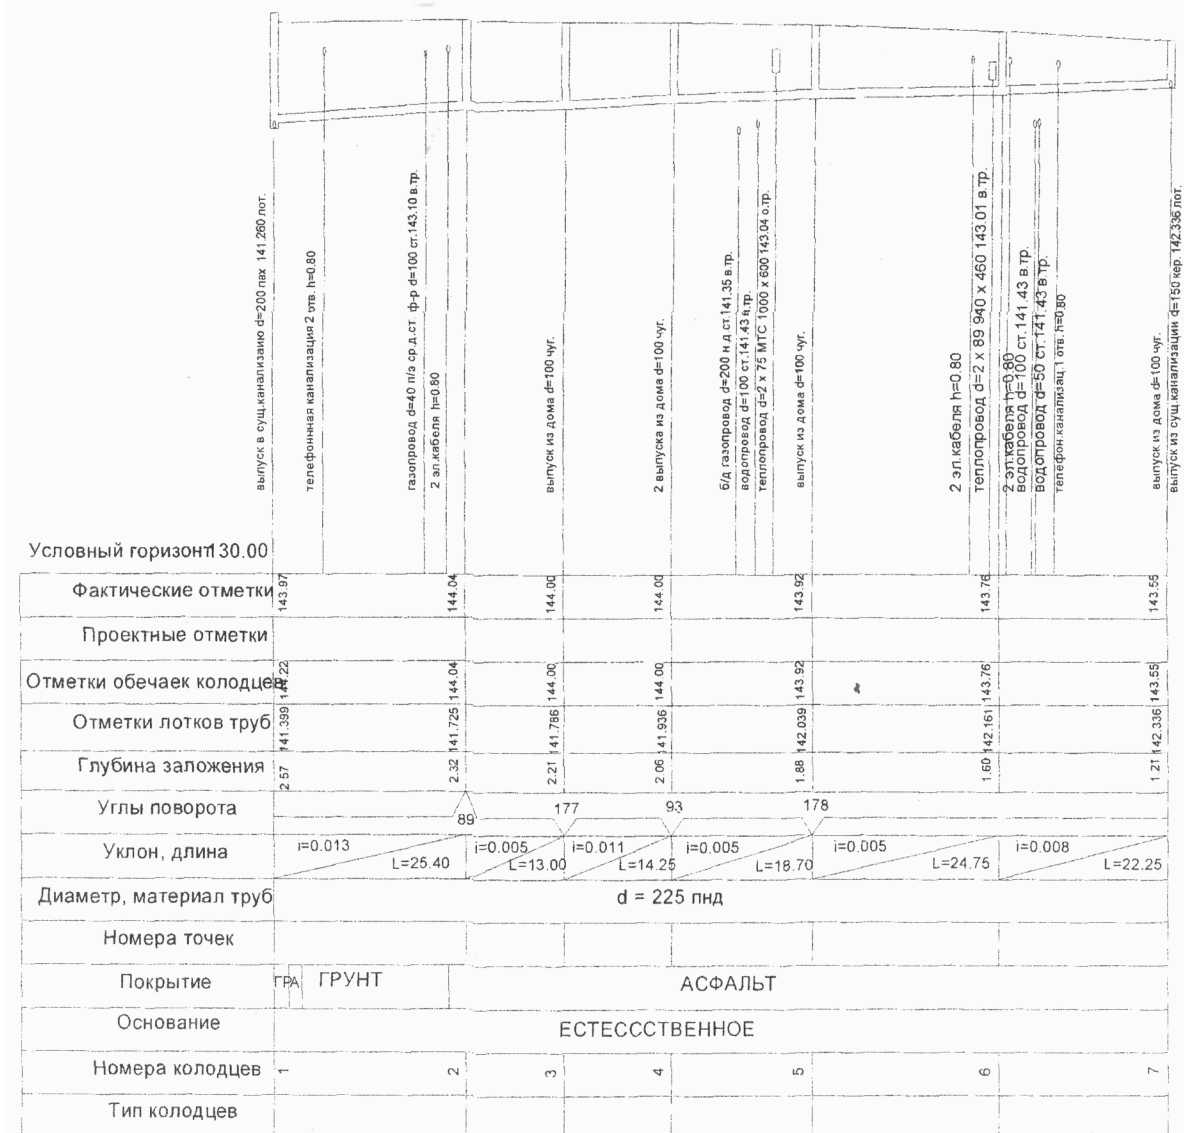 выпуск в сущ.канализаию d=200 пвх 141.260 лот.
телефоннная канализация 2 отв. h=0.80
газопровод d=40 п/э ср.д.ст. ф-р d=100 ст.143.10 в.тр.
2 эл.кабеля h=0.80
выпуск из дома d=100 чуг.
2 выпуска из дома d=100 чуг.
б/д газопровод d=200 н.д ст.141.35 в.тр.
водопровод d=100 ст.141.43 в.тр.
теплопровод d=2 x 75 МТС 1000 x 600 143.04 о.тр.
выпуск из дома d=100 чуг.
2 эл.кабеля h=0.80
теплопровод d=2 x 89 940 x 460 143.01 в.тр.
2 эл.кабеля h=0.80
водопровод d=100 ст.141.43 в.тр.
водопровод d=50 ст.141.43 в.тр.
телефон.канализац.1 отв. h=0.80
выпуск из дома d=100 чуг.
выпуск из сущ.канализации d=150 кер. 142.336 лот.
Условный горизонт130.00
Фактические отметки 143.97 144.04 144.00 144.00 143.92 143.76 143.55
Проектные отметки
Отметки обечаек колодцев 144.22 144.04 144.00 144.00 143.92 143.76 143.55
Отметки лотков труб 141.399 141.725 141.786 141.936 142.039 142.161 142.336
Глубина заложения 2.57 2.32 2.21 2.06 1.88 1.60 1.21
Углы поворота 89 177 93 178
Уклон, длина i=0.013 L=25.40 i=0.005 L=13.00 i=0.011 L=14.25 i=0.005 L=18.70 i=0.005 L=24.75 i=0.008 L=22.25
Диаметр, материал труб d = 225 пнд
Номера точек
Покрытие ГРА ГРУНТ АСФАЛЬТ
Основание ЕСТЕСССТВЕННОЕ
Номера колодцев 1 2 3 4 5 6 7
Тип колодцев